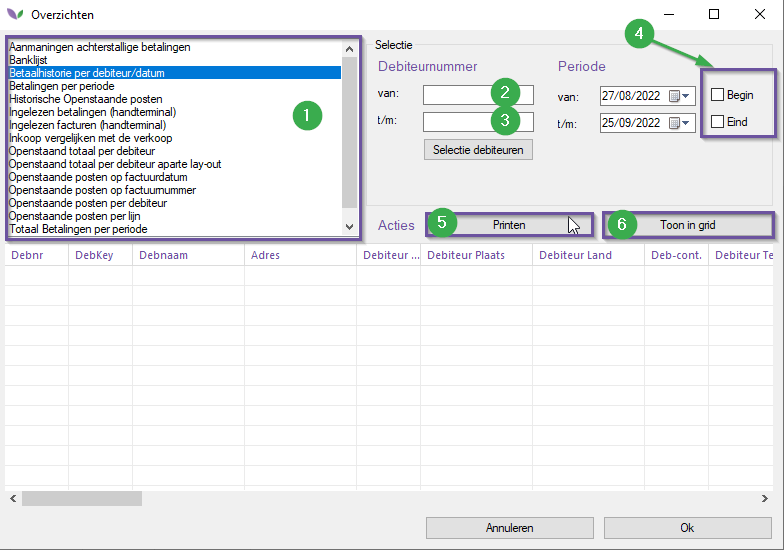 Overzichten
Aanmaningen achterstallige betalingen
Banklijst
Betaalhistorie per debiteur/datum
Betalingen per periode
Historische Openstaande posten
Ingelezen betalingen (handterminal)
Ingelezen facturen (handterminal)
Inkoop vergelijken met de verkoop
Openstaand totaal per debiteur
Openstaand totaal per debiteur aparte lay-out
Openstaande posten op factuurdatum
Openstaande posten op factuurnummer
Openstaande posten per debiteur
Openstaande posten per lijn
Totaal Betalingen per periode
1
Selectie
Debiteurnummer
van:
2
t/m:
3
Selectie debiteuren
Periode
van: 27/08/2022
t/m: 25/09/2022
4
Begin
Eind
Acties
5 Printen
6 Toon in grid
Debnr DebKey Debnaam Adres Debiteur ... Debiteur Plaats Debiteur Land Deb-cont. Debiteur Te
Annuleren Ok